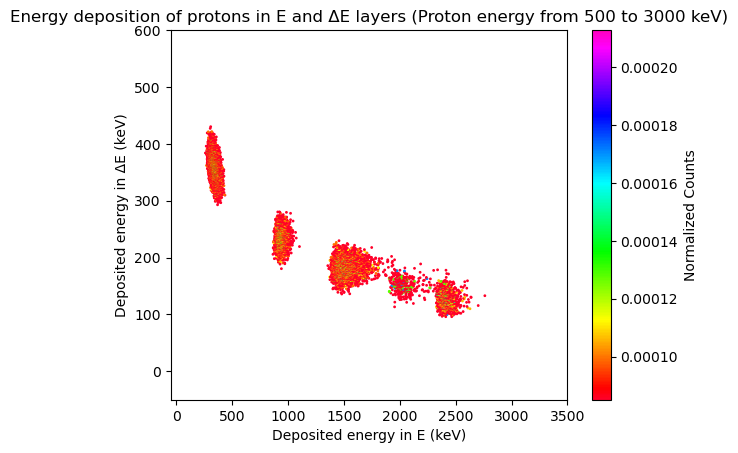 Energy deposition of protons in E and ΔE layers (Proton energy from 500 to 3000 keV)
600
500
400
300
200
100
0
Deposited energy in ΔE (keV)
0 500 1000 1500 2000 2500 3000 3500
Deposited energy in E (keV)
0.00020
0.00018
0.00016
0.00014
0.00012
0.00010
Normalized Counts